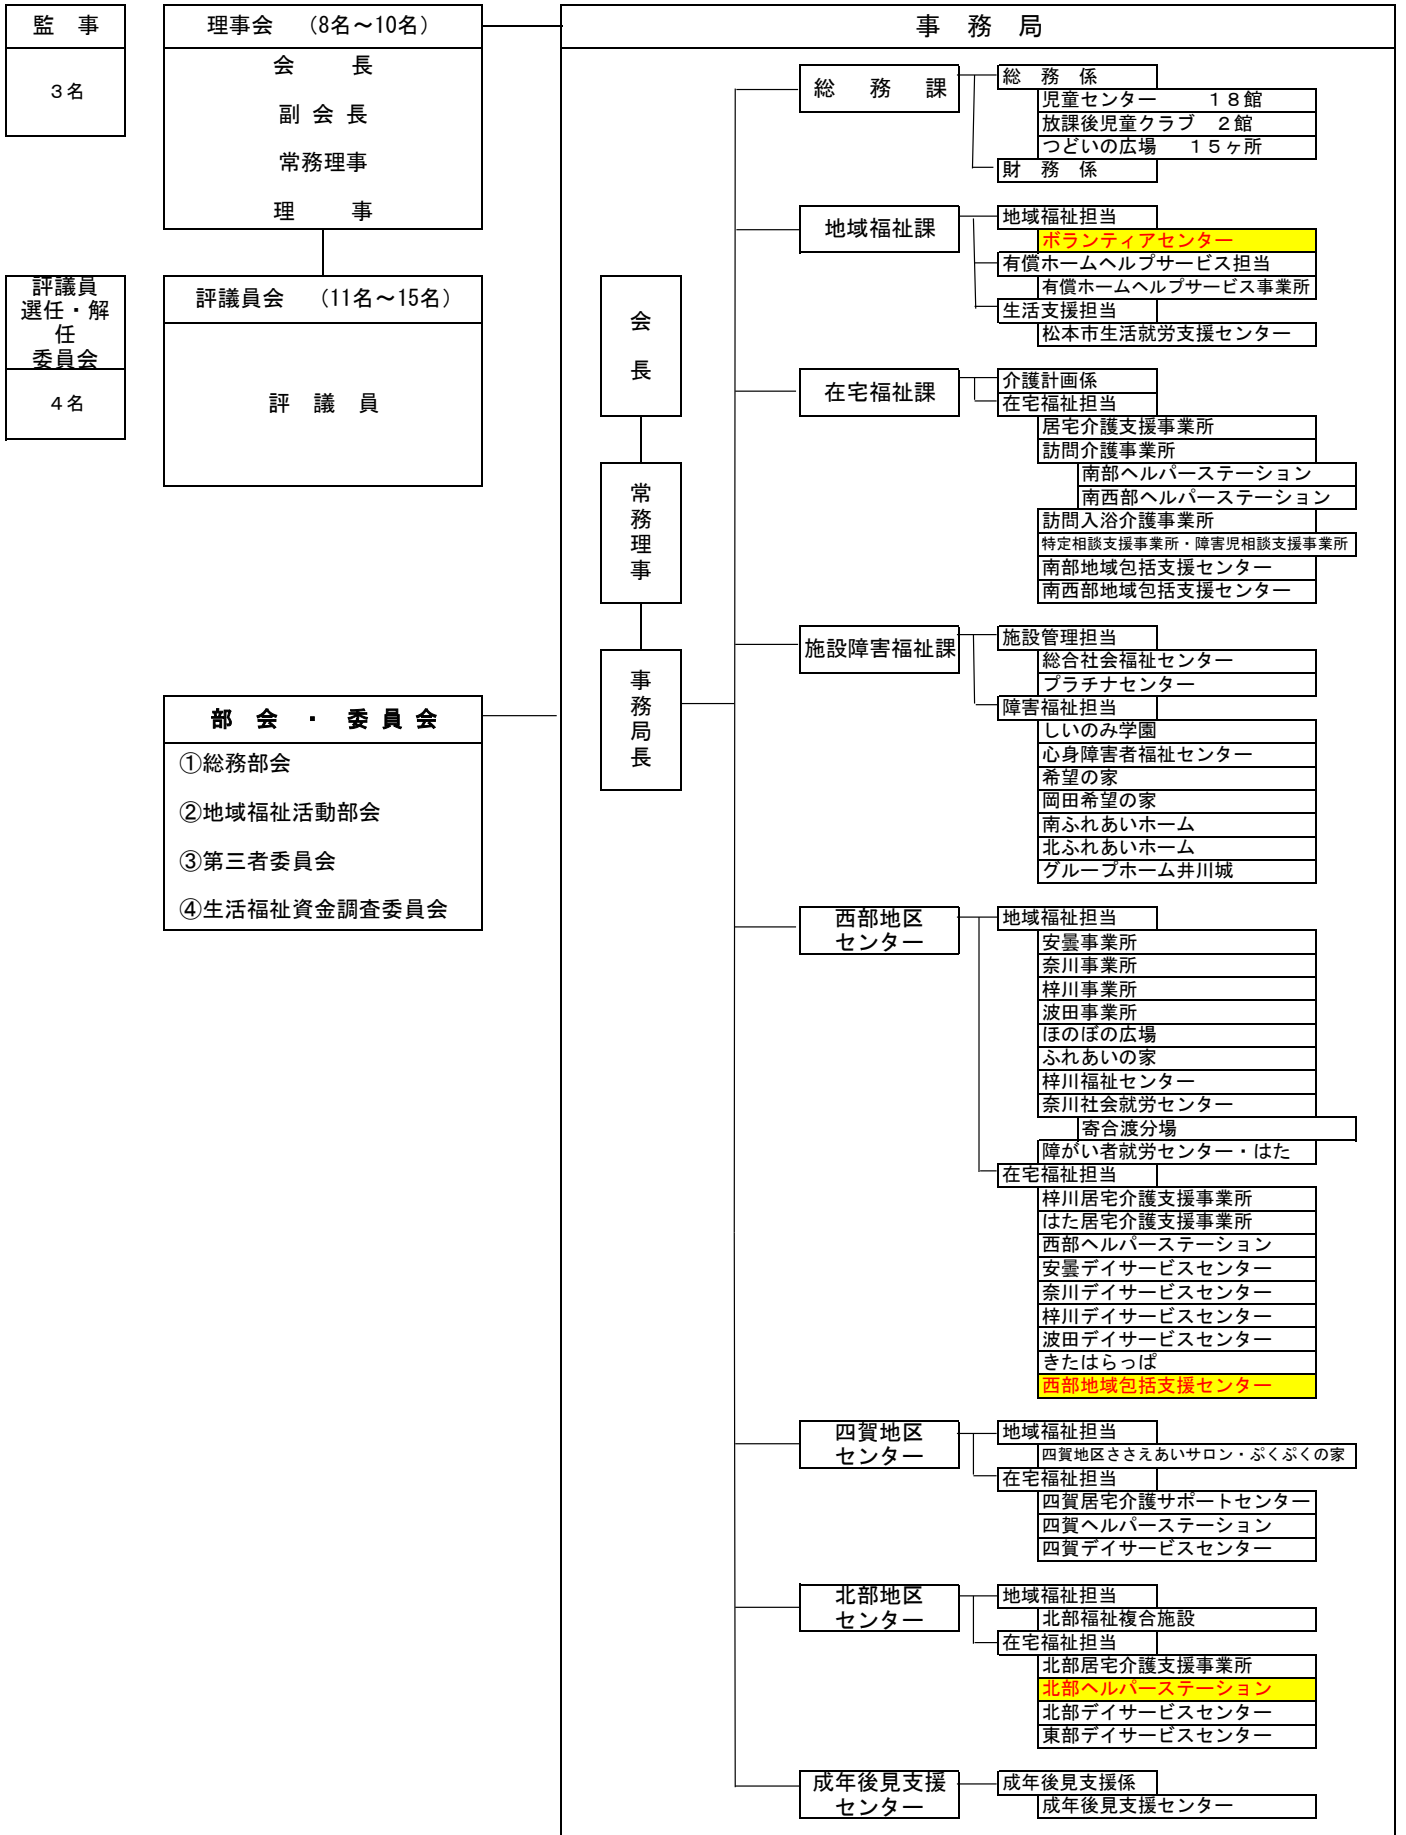 監　事
３名
理事会　（8名～10名）
会　　長
副 会 長
常務理事
理　　事
評議員
選任・解
任
委員会
４名
評議員会　（11名～15名）
評　議　員
部　会　・　委 員 会
①総務部会
②地域福祉活動部会
③第三者委員会
④生活福祉資金調査委員会
事　務　局
会
長
常
務
理
事
事
務
局
長
総　務　課
総　務　係
児童センター　　１８館
放課後児童クラブ　２館
つどいの広場　１５ヶ所
財　務　係
地域福祉課
地域福祉担当
ボランティアセンター
有償ホームヘルプサービス担当
有償ホームヘルプサービス事業所
生活支援担当
松本市生活就労支援センター
在宅福祉課
介護計画係
在宅福祉担当
居宅介護支援事業所
訪問介護事業所
南部ヘルパーステーション
南西部ヘルパーステーション
訪問入浴介護事業所
特定相談支援事業所・障害児相談支援事業所
南部地域包括支援センター
南西部地域包括支援センター
施設障害福祉課
施設管理担当
総合社会福祉センター
プラチナセンター
障害福祉担当
しいのみ学園
心身障害者福祉センター
希望の家
岡田希望の家
南ふれあいホーム
北ふれあいホーム
グループホーム井川城
西部地区
センター
地域福祉担当
安曇事業所
奈川事業所
梓川事業所
波田事業所
ほのぼの広場
ふれあいの家
梓川福祉センター
奈川社会就労センター
寄合渡分場
障がい者就労センター・はた
在宅福祉担当
梓川居宅介護支援事業所
はた居宅介護支援事業所
西部ヘルパーステーション
安曇デイサービスセンター
奈川デイサービスセンター
梓川デイサービスセンター
波田デイサービスセンター
きたはらっぱ
西部地域包括支援センター
四賀地区
センター
地域福祉担当
四賀地区ささえあいサロン・ぷくぷくの家
在宅福祉担当
四賀居宅介護サポートセンター
四賀ヘルパーステーション
四賀デイサービスセンター
北部地区
センター
地域福祉担当
北部福祉複合施設
在宅福祉担当
北部居宅介護支援事業所
北部ヘルパーステーション
北部デイサービスセンター
東部デイサービスセンター
成年後見支援
センター
成年後見支援係
成年後見支援センター